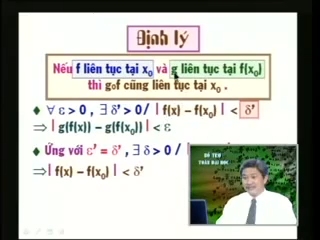 Định lý
Nếu f liên tục tại x₀ và g liên tục tại f(x₀)
thì g₀f cũng liên tục tại x₀ .
♦ ∀ ε > 0 , ∃ δ' > 0 / | f(x) – f(x₀) | < δ'
⇒ | g(f(x)) – g(f(x₀)) | < ε
♦ Ứng với ε' = δ' , ∃ δ > 0 / |
⇒ | f(x) – f(x₀) | < δ'